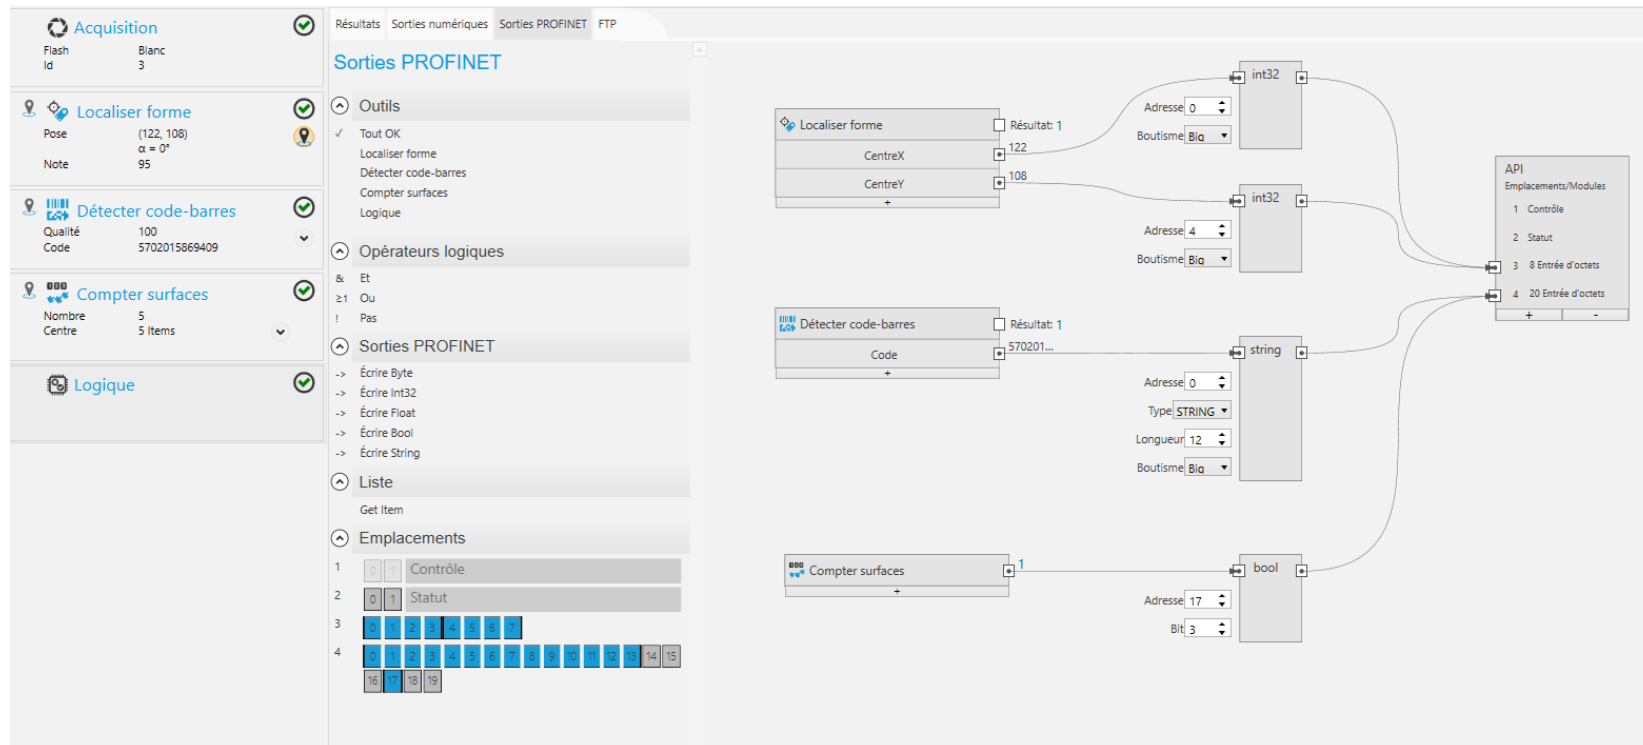 Acquisition
Flash Blanc
Id 3
Localiser forme
Pose (122, 108)
α = 0°
Note 95
Détecter code-barres
Qualité 100
Code 5702015869409
Compter surfaces
Nombre 5
Centre 5 Items
Logique
Résultats Sorties numériques Sorties PROFINET FTP
Sorties PROFINET
Outils
✓ Tout OK
Localiser forme
Détecter code-barres
Compter surfaces
Logique
Opérateurs logiques
& Et
≥1 Ou
! Pas
Sorties PROFINET
-> Écrire Byte
-> Écrire Int32
-> Écrire Float
-> Écrire Bool
-> Écrire String
Liste
Get Item
Emplacements
1 0 1 Contrôle
2 0 1 Statut
3 0 1 2 3 4 5 6 7
4 0 1 2 3 4 5 6 7 8 9 10 11 12 13 14 15
16 17 18 19
Localiser forme Résultat: 1
CentreX 122
CentreY 108
+
int32
Adresse 0
Boutisme Big
int32
Adresse 4
Boutisme Big
Détecter code-barres Résultat: 1
Code 570201...
+
string
Adresse 0
Type STRING
Longueur 12
Boutisme Big
Compter surfaces 1
+
bool
Adresse 17
Bit 3
API
Emplacements/Modules
1 Contrôle
2 Statut
3 8 Entrée d'octets
4 20 Entrée d'octets
+ -